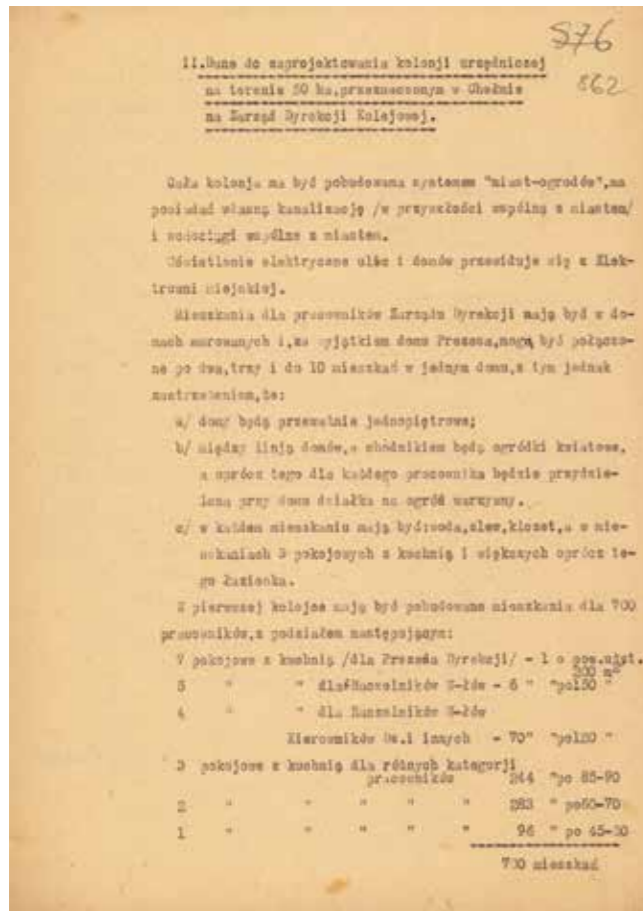 576
862
II.Dane do zaprojektowania kolonji urzędniczej
na terenie 50 ha,przeznaczonym w Chełmie
na Zarząd Dyrekcji Kolejowej.
Cała kolonja ma być pobudowana systemem "miast-ogrodów",ma
posiadać własną kanalizację /w przyszłości wspólną z miastem/
i wodociągi wspólne z miastem.
Oświetlenie elektryczne ulic i domów przewiduje się z Elek-
trowni miejskiej.
Mieszkania dla pracowników Zarządu Dyrekcji mają być w do-
mach murowanych i,za wyjątkiem domu Prezesa,mogą być połączo-
ne po dwa,trzy i do 10 mieszkań w jednym domu,z tym jednak
zastrzeżeniem,że:
a/ domy będą przeważnie jednopiętrowe;
b/ między linją domów,a chodnikiem będą ogródki kwiatowe,
a oprócz tego dla każdego pracownika będzie przydzie-
lona przy domu działka na ogród warzywny.
c/ w każdem mieszkaniu mają być:woda,zlew,klozet,a w mie-
szkaniach 3 pokojowych z kuchnią i większych oprócz te-
go łazienka.
W pierwszej kolejce mają być pobudowane mieszkania dla 700
pracowników,z podziałem następującym:
7 pokojowe z kuchnią /dla Prezesa Dyrekcji/ - 1 o pow.użyt.
200 m²
5 " " dla Naczelników W-łów - 6 " "po150 "
4 " " dla Naczelników W-łów
Kierowników Dz.i innych - 70" "po120 "
3 pokojowe z kuchnią dla różnych kategorji
pracowników 244 "po 85-90
2 " " " " " 283 " po60-70
1 " " " " " 96 " po 45-50
700 mieszkań